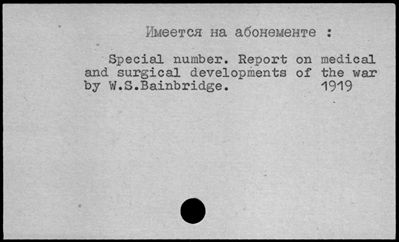 Имеется на абонементе :
Special number. Report on medical
and surgical developments of the war
by W.S.Bainbridge. 1919